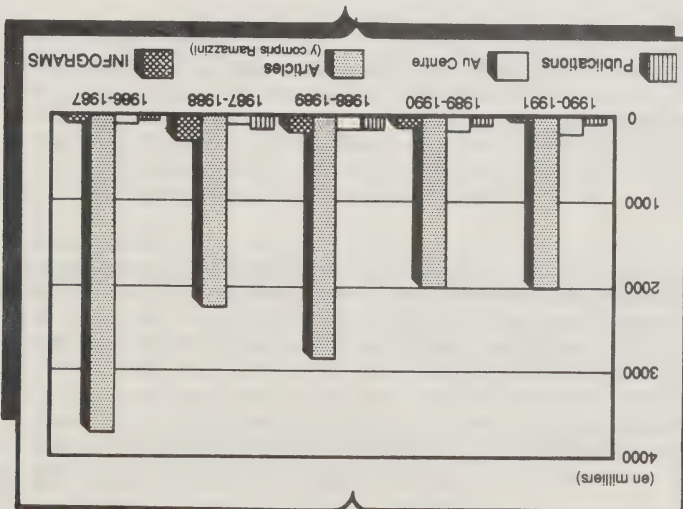 (en milliers)
4000
3000
2000
1000
0
1990-1991 1989-1990 1988-1989 1987-1988 1986-1987
Publications Au Centre Articles INFOGRAMS
(y compris Ramazzini)